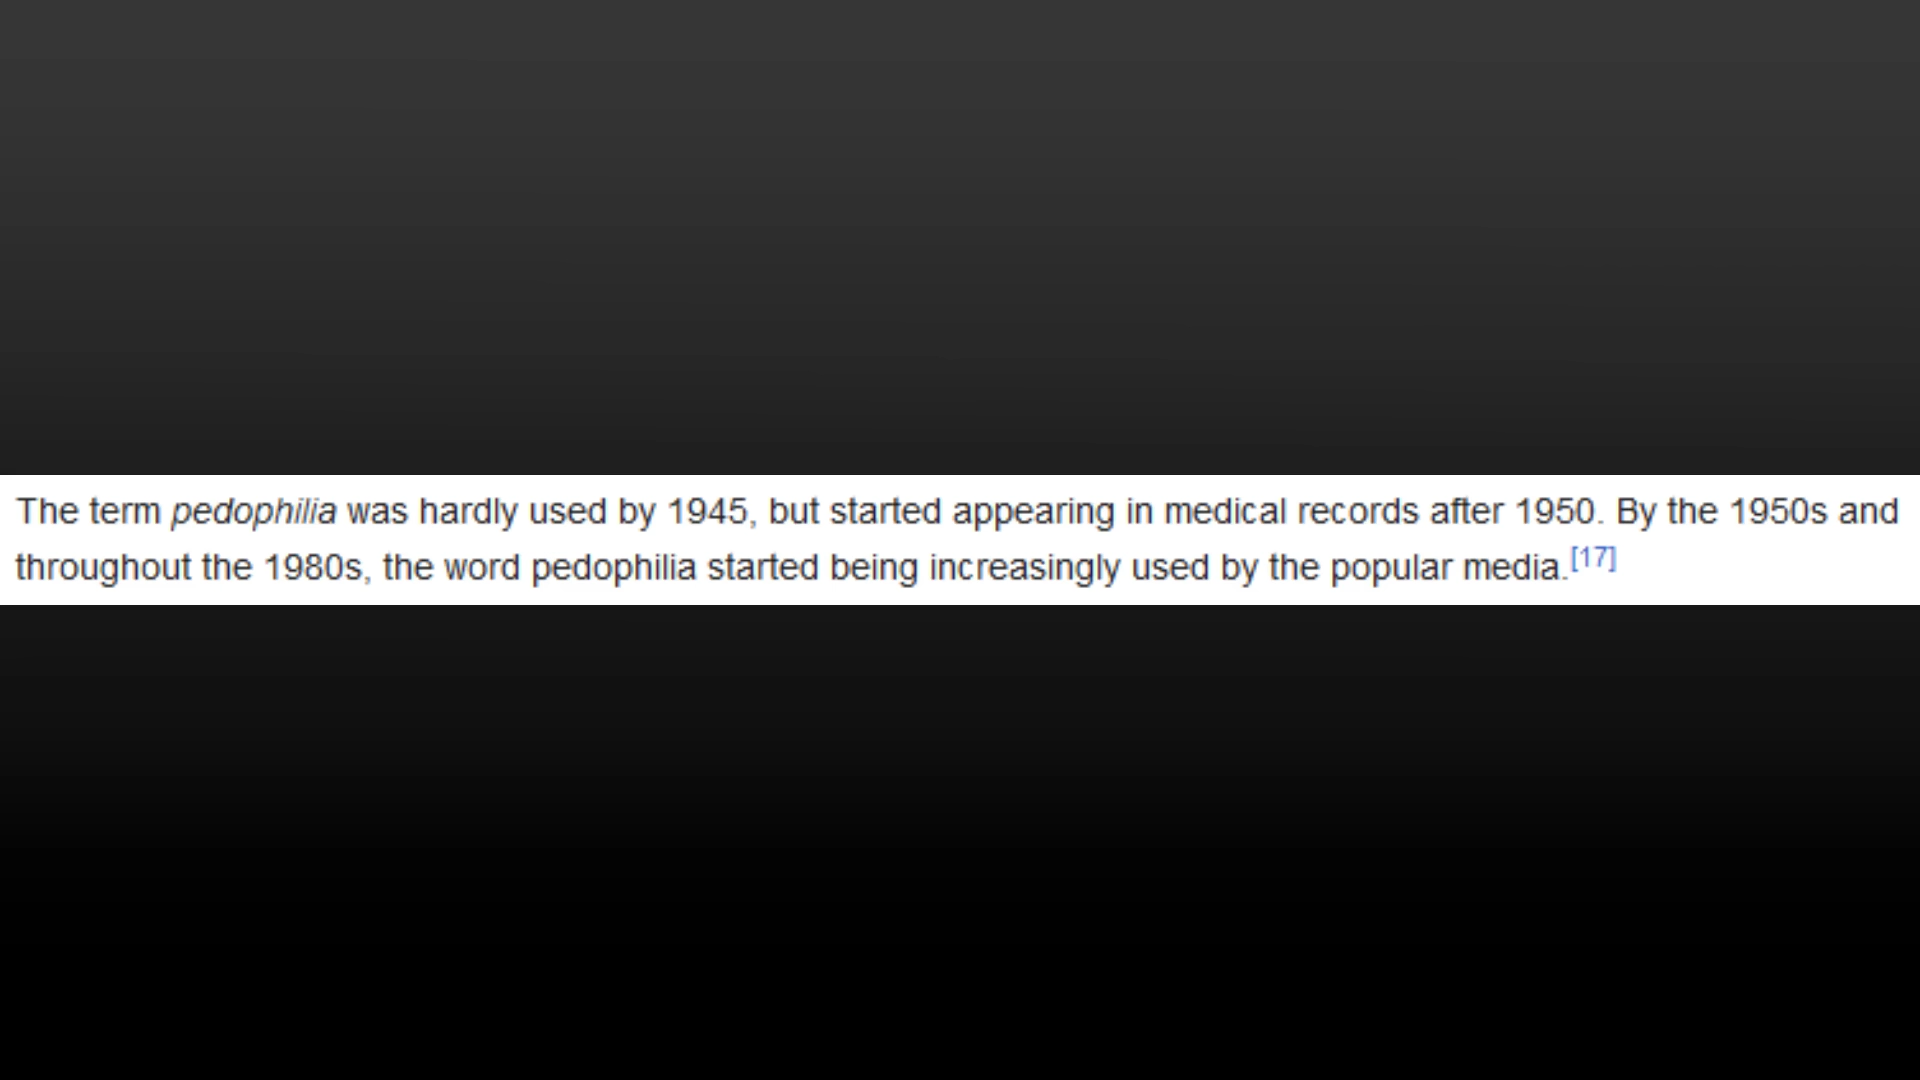 The term pedophilia was hardly used by 1945, but started appearing in medical records after 1950. By the 1950s and
throughout the 1980s, the word pedophilia started being increasingly used by the popular media.[17]